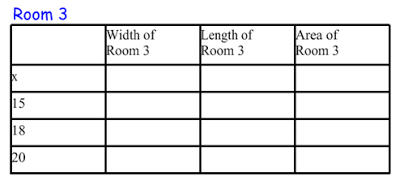 Room 3
Width of Length of Area of
Room 3 Room 3 Room 3
x
15
18
20